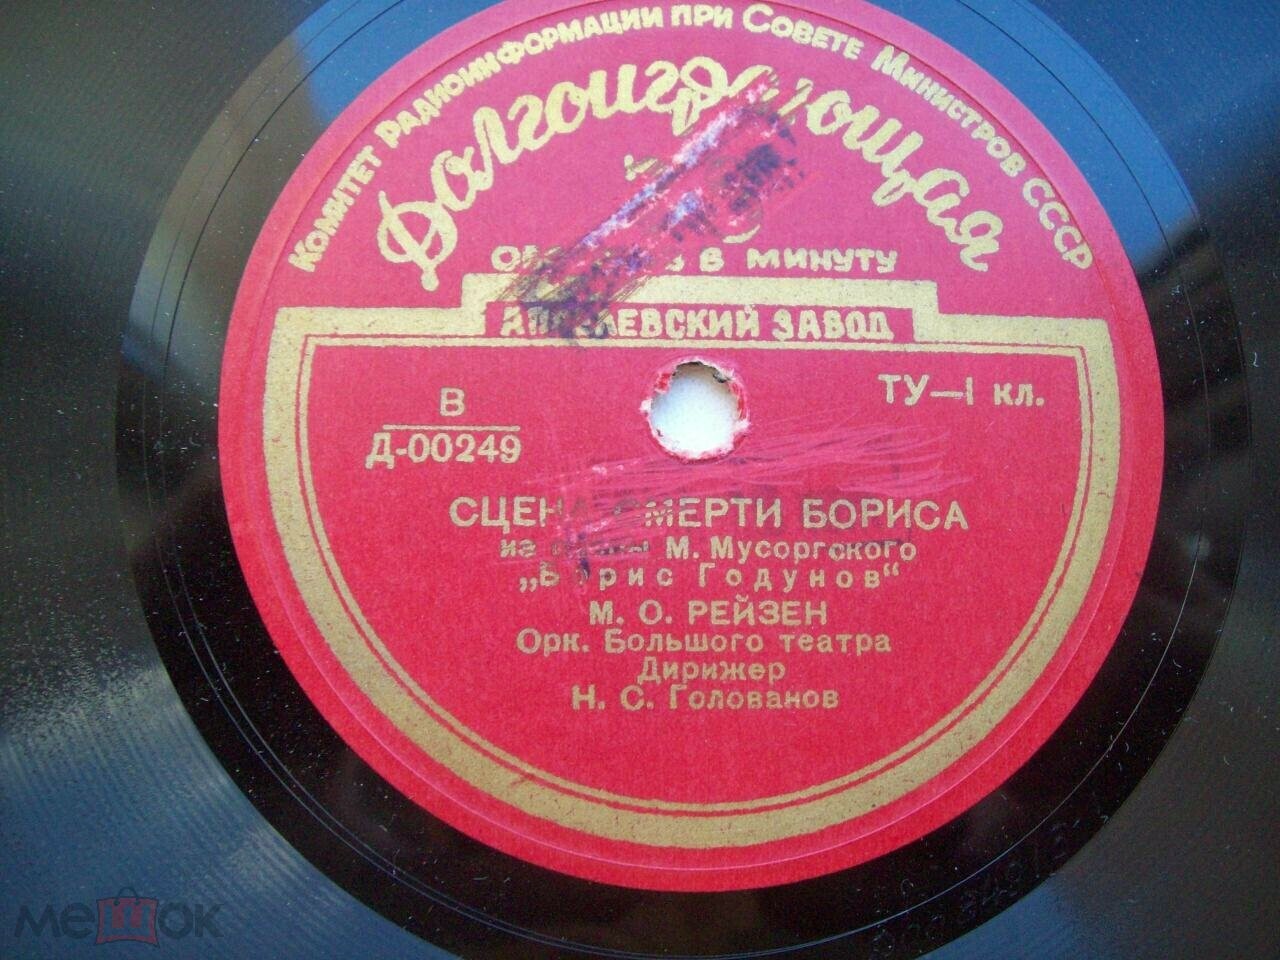 Комитет Радиоинформации при Совете Министров СССР
в минуту
завод
ТУ—I кл.
В
Д-00249
БОРИСА
М. Мусоргского
Годунов“
М. О. РЕЙЗЕН
Орк. Большого театра
Дирижер
Н. С. Голованов
мешок